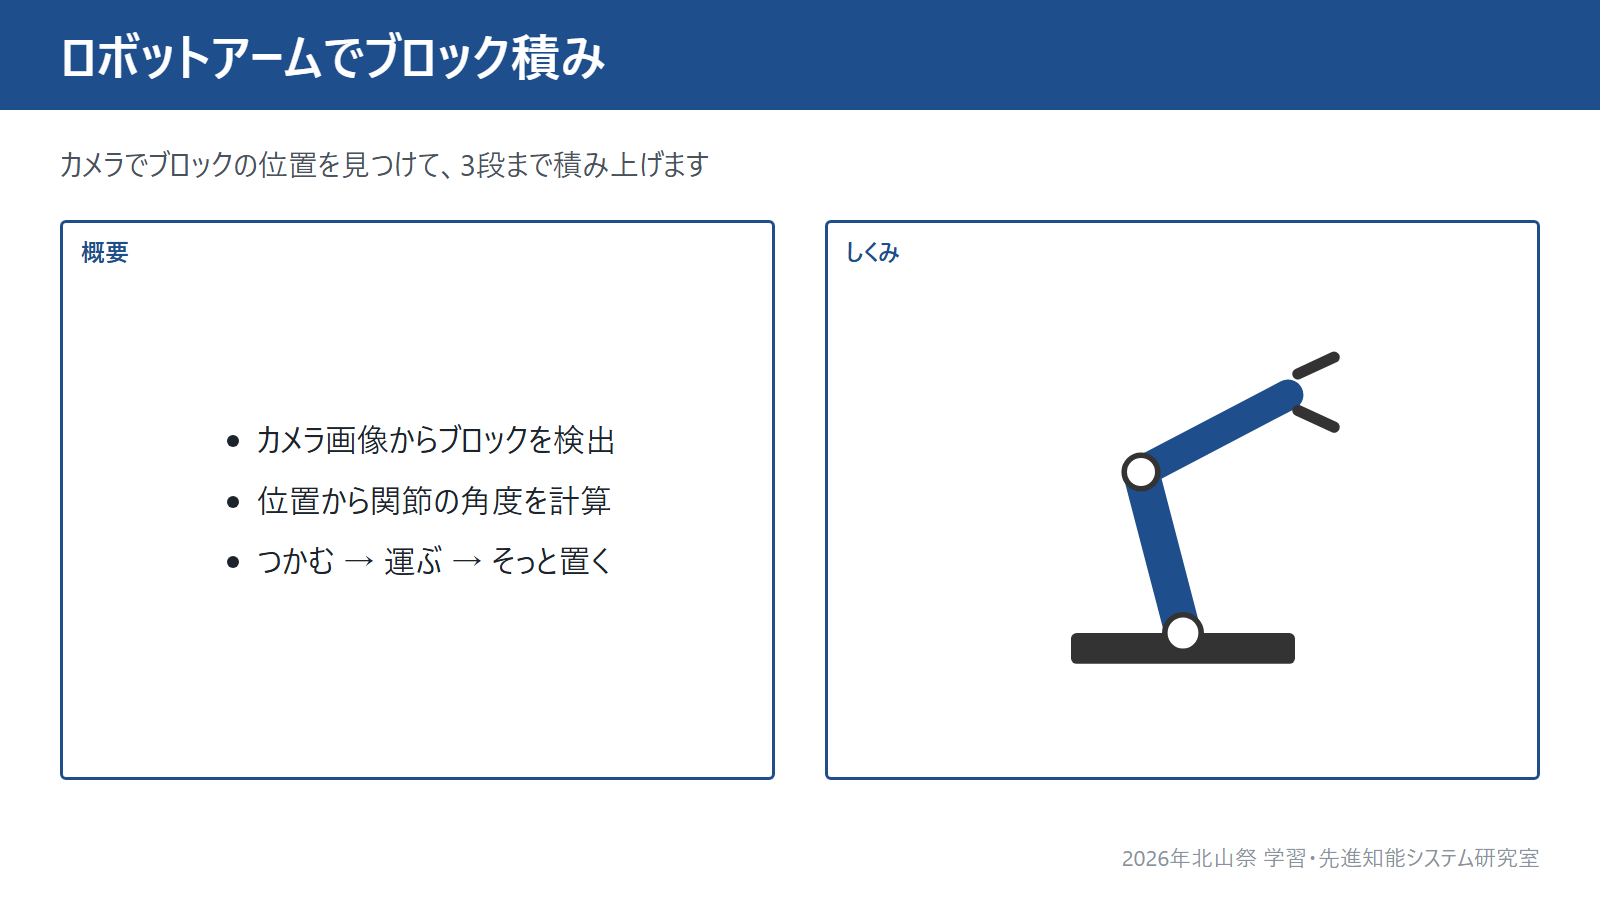 ロボットアームでブロック積み
カメラでブロックの位置を見つけて、3段まで積み上げます
概要
・カメラ画像からブロックを検出
・位置から関節の角度を計算
・つかむ → 運ぶ → そっと置く
しくみ
2026年北山祭 学習・先進知能システム研究室